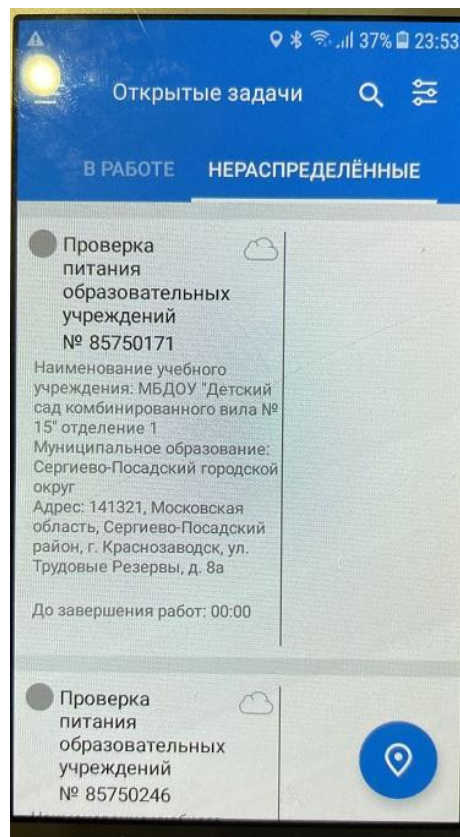 37% 23:53
Открытые задачи
В РАБОТЕ НЕРАСПРЕДЕЛЁННЫЕ
Проверка
питания
образовательных
учреждений
№ 85750171
Наименование учебного
учреждения: МБДОУ "Детский
сад комбинированного вила №
15" отделение 1
Муниципальное образование:
Сергиево-Посадский городской
округ
Адрес: 141321, Московская
область, Сергиево-Посадский
район, г. Краснозаводск, ул.
Трудовые Резервы, д. 8а
До завершения работ: 00:00
Проверка
питания
образовательных
учреждений
№ 85750246